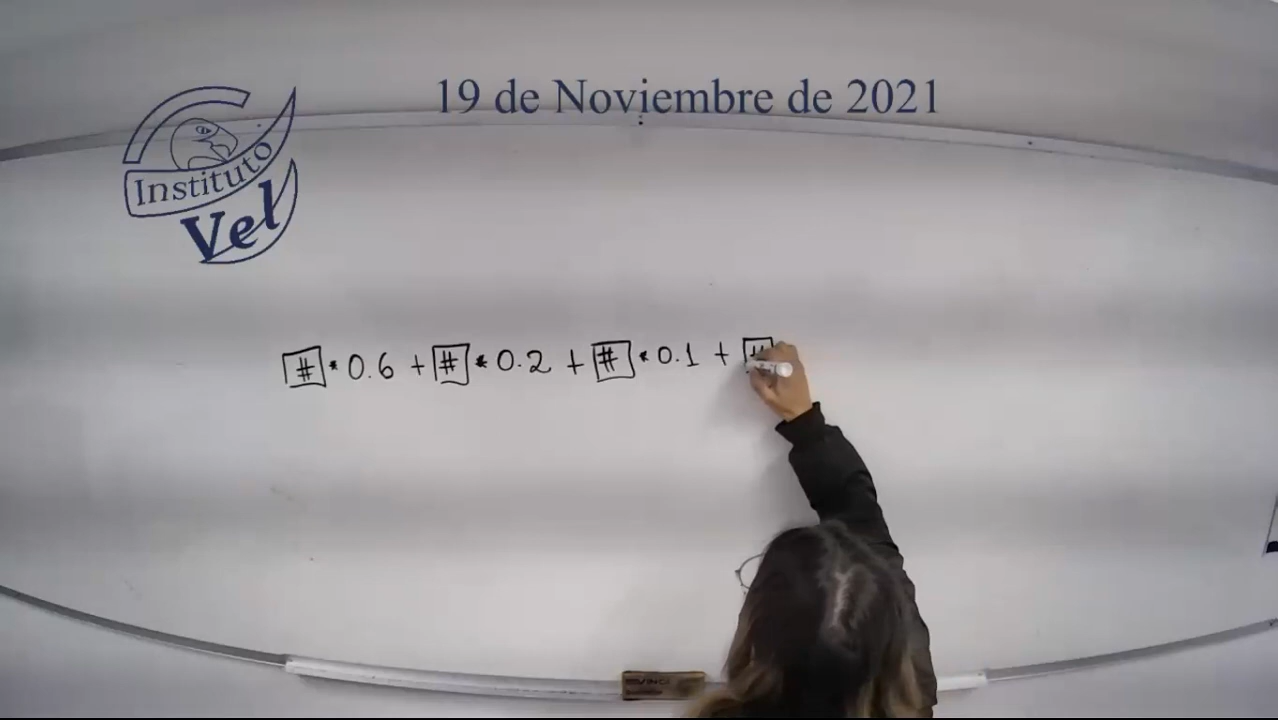 19 de Noviembre de 2021
Instituto
Vel
# * 0.6 + # * 0.2 + # * 0.1 + #